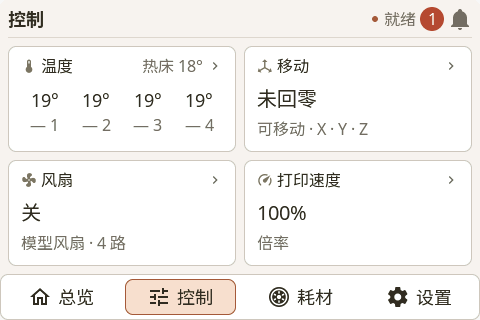 控制
就绪 1
温度 热床 18°
19° 19° 19° 19°
— 1 — 2 — 3 — 4
移动
未回零
可移动 · X · Y · Z
风扇
关
模型风扇 · 4 路
打印速度
100%
倍率
总览 控制 耗材 设置